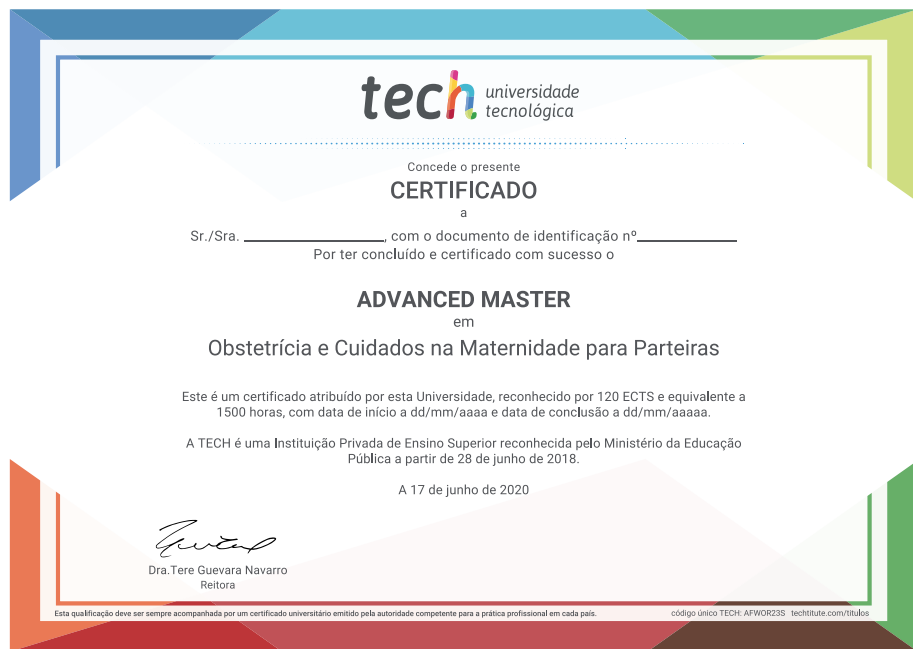 tech universidade
tecnológica
Concede o presente
CERTIFICADO
a
Sr./Sra. ________________, com o documento de identificação nº____________
Por ter concluído e certificado com sucesso o
ADVANCED MASTER
em
Obstetrícia e Cuidados na Maternidade para Parteiras
Este é um certificado atribuído por esta Universidade, reconhecido por 120 ECTS e equivalente a
1500 horas, com data de início a dd/mm/aaaa e data de conclusão a dd/mm/aaaaa.
A TECH é uma Instituição Privada de Ensino Superior reconhecida pelo Ministério da Educação
Pública a partir de 28 de junho de 2018.
A 17 de junho de 2020
Dra.Tere Guevara Navarro
Reitora
Esta qualificação deve ser sempre acompanhada por um certificado universitário emitido pela autoridade competente para a prática profissional em cada país.
código único TECH: AFWOR23S techtitute.com/titulos